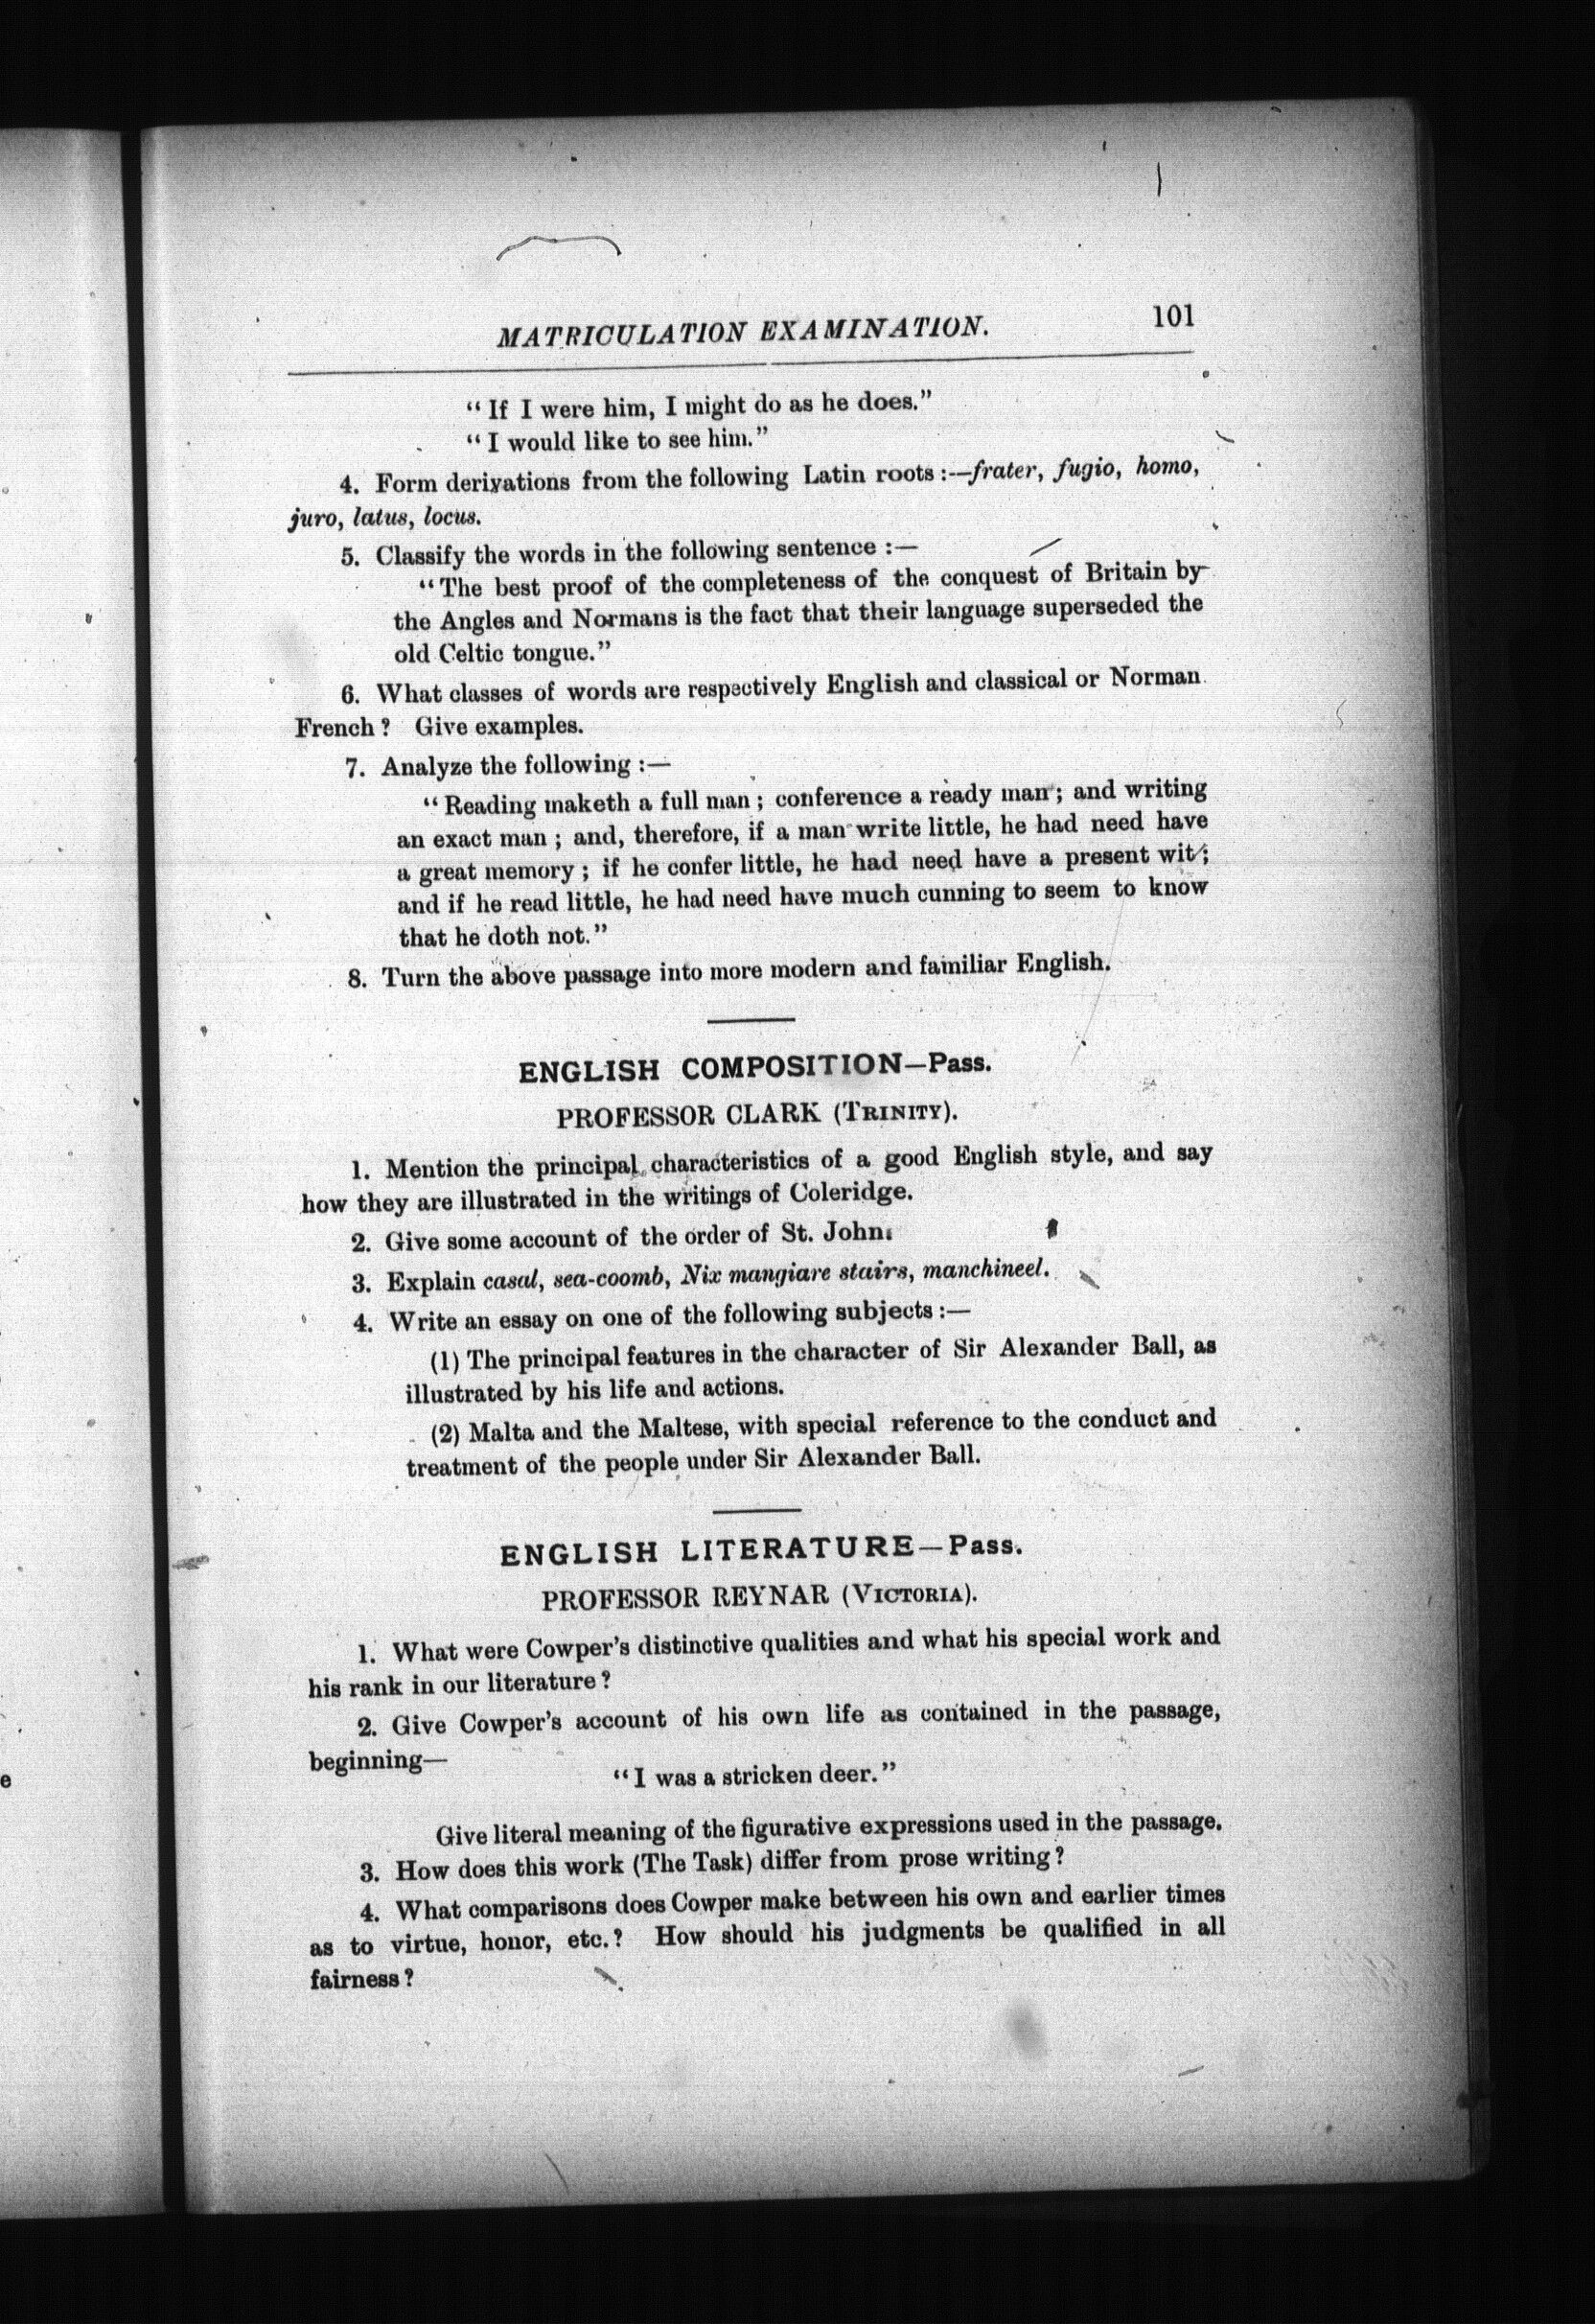 MATRICULATION EXAMINATION. 101
“If I were him, I might do as he does.”
“I would like to see him.”
4. Form derivations from the following Latin roots:—frater, fugio, homo,
juro, latus, locus.
5. Classify the words in the following sentence :—
“The best proof of the completeness of the conquest of Britain by
the Angles and Normans is the fact that their language superseded the
old Celtic tongue.”
6. What classes of words are respectively English and classical or Norman
French? Give examples.
7. Analyze the following :—
“Reading maketh a full man; conference a ready man; and writing
an exact man; and, therefore, if a man write little, he had need have
a great memory; if he confer little, he had need have a present wit;
and if he read little, he had need have much cunning to seem to know
that he doth not.”
8. Turn the above passage into more modern and familiar English.
ENGLISH COMPOSITION—Pass.
PROFESSOR CLARK (TRINITY).
1. Mention the principal characteristics of a good English style, and say
how they are illustrated in the writings of Coleridge.
2. Give some account of the order of St. John.
3. Explain casal, sea-coomb, Nix mangiare stairs, manchineel.
4. Write an essay on one of the following subjects :—
(1) The principal features in the character of Sir Alexander Ball, as
illustrated by his life and actions.
(2) Malta and the Maltese, with special reference to the conduct and
treatment of the people under Sir Alexander Ball.
ENGLISH LITERATURE—Pass.
PROFESSOR REYNAR (VICTORIA).
1. What were Cowper’s distinctive qualities and what his special work and
his rank in our literature?
2. Give Cowper’s account of his own life as contained in the passage,
beginning—
“I was a stricken deer.”
Give literal meaning of the figurative expressions used in the passage.
3. How does this work (The Task) differ from prose writing?
4. What comparisons does Cowper make between his own and earlier times
as to virtue, honor, etc.? How should his judgments be qualified in all
fairness?
e